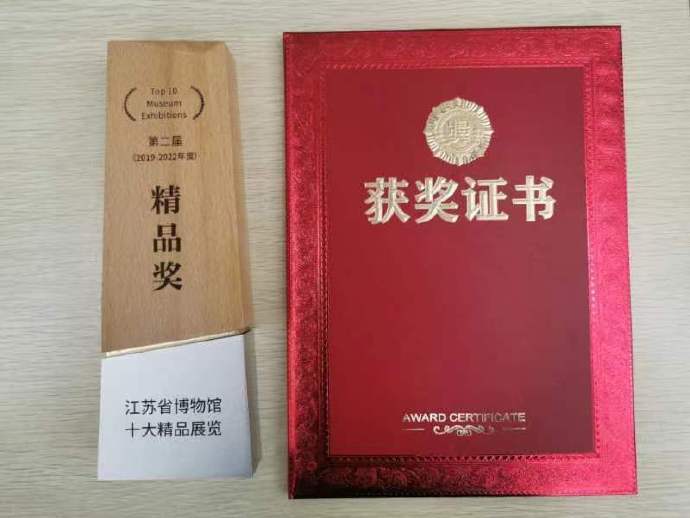 Top 10
Museum
Exhibitions
第二届
(2019-2022年度)
精
品
奖
江苏省博物馆
十大精品展览
获奖证书
AWARD CERTIFICATE